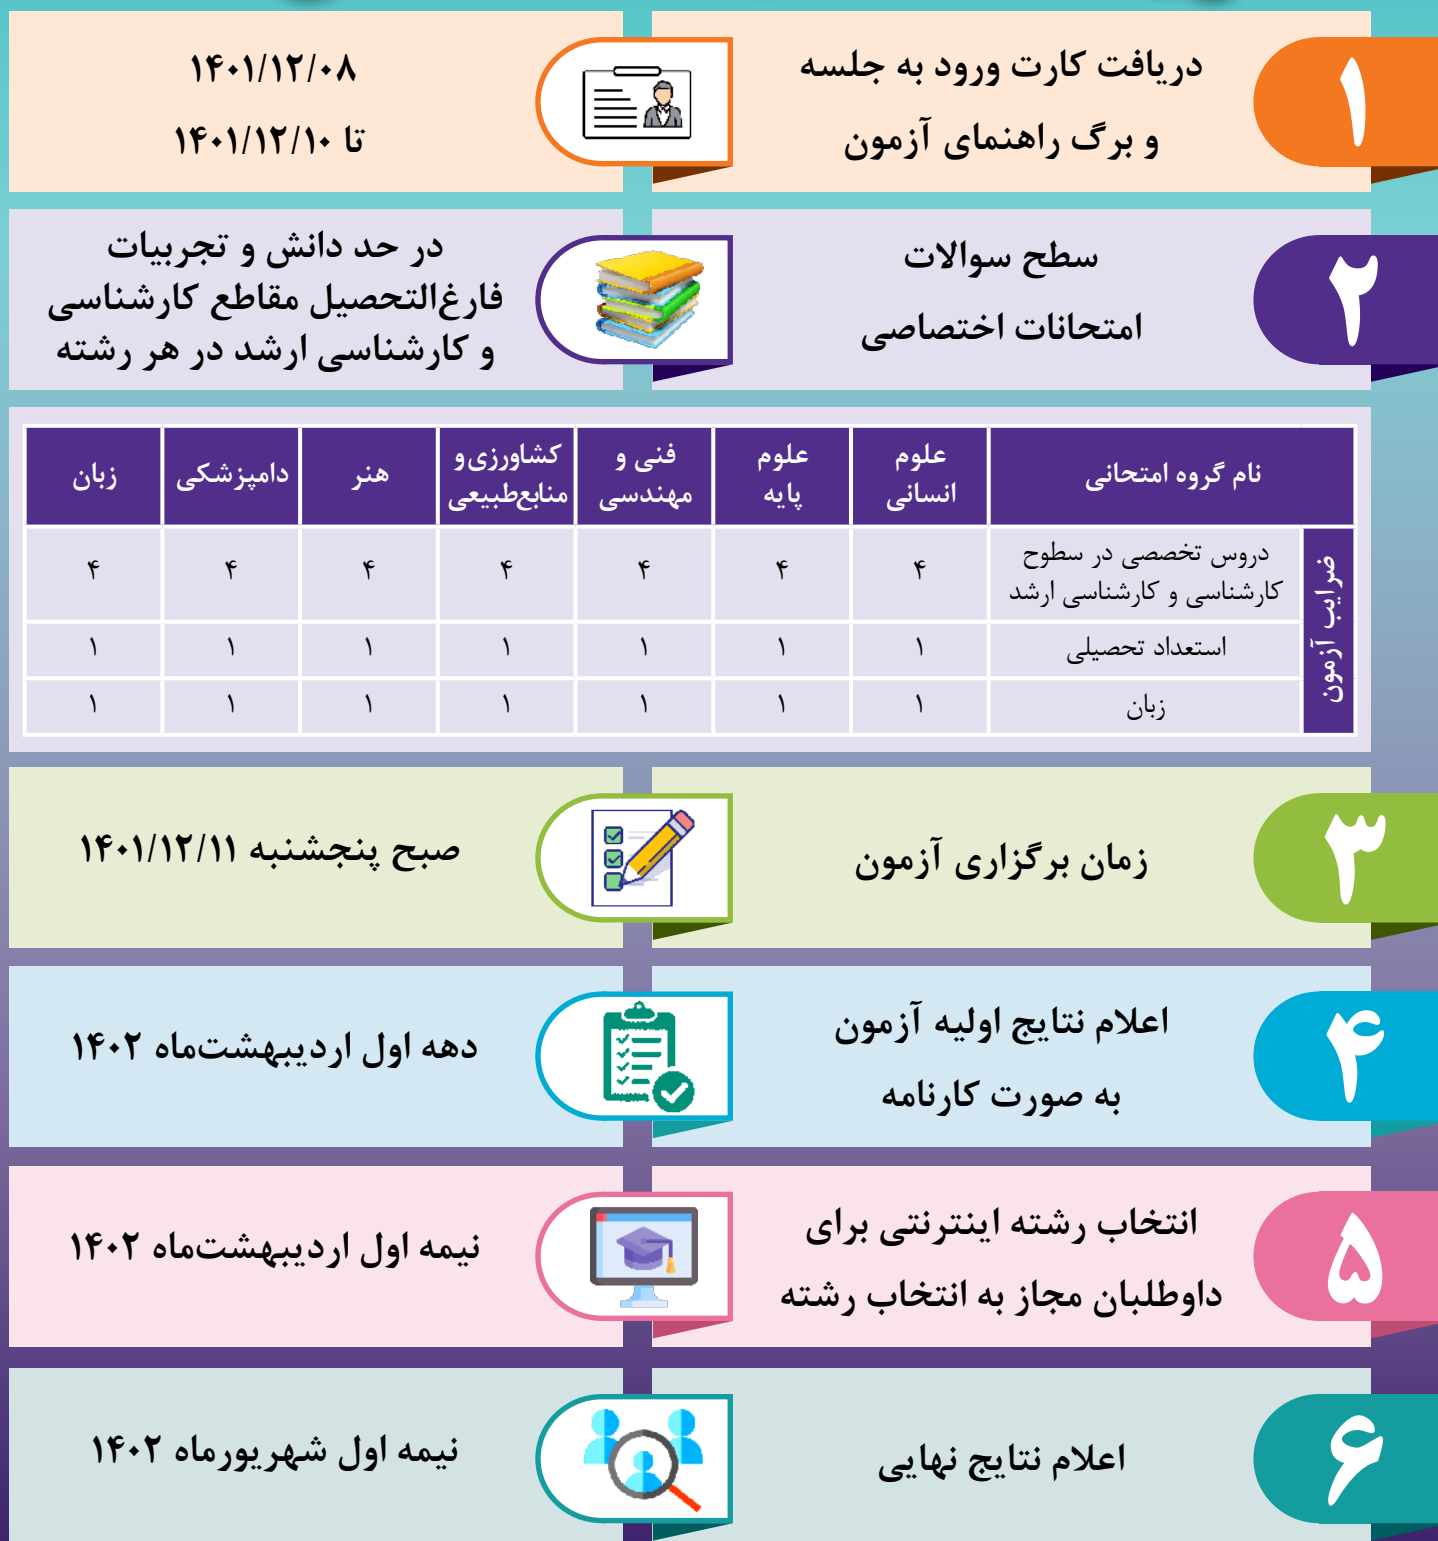 ۱
دریافت کارت ورود به جلسه
و برگ راهنمای آزمون
۱۴۰۱/۱۲/۰۸
تا ۱۴۰۱/۱۲/۱۰
۲
سطح سوالات
امتحانات اختصاصی
در حد دانش و تجربیات
فارغ‌التحصیل مقاطع کارشناسی
و کارشناسی ارشد در هر رشته
نام گروه امتحانی علوم انسانی علوم پایه فنی و مهندسی کشاورزی و منابع‌طبیعی هنر دامپزشکی زبان
ضرایب آزمون
دروس تخصصی در سطوح
کارشناسی و کارشناسی ارشد
۴ ۴ ۴ ۴ ۴ ۴ ۴
استعداد تحصیلی ۱ ۱ ۱ ۱ ۱ ۱ ۱
زبان ۱ ۱ ۱ ۱ ۱ ۱ ۱
۳
زمان برگزاری آزمون
صبح پنجشنبه ۱۴۰۱/۱۲/۱۱
۴
اعلام نتایج اولیه آزمون
به صورت کارنامه
دهه اول اردیبهشت‌ماه ۱۴۰۲
۵
انتخاب رشته اینترنتی برای
داوطلبان مجاز به انتخاب رشته
نیمه اول اردیبهشت‌ماه ۱۴۰۲
۶
اعلام نتایج نهایی
نیمه اول شهریورماه ۱۴۰۲